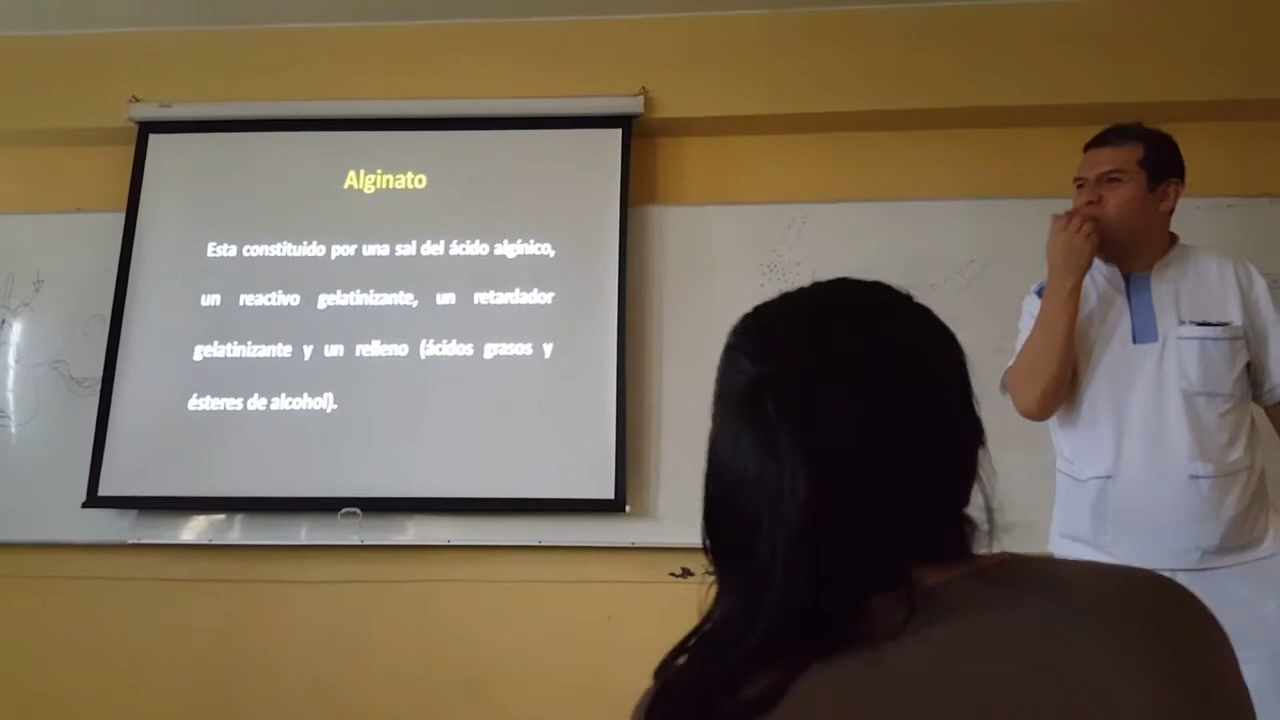 Alginato
Esta constituido por una sal del ácido algínico,
un reactivo gelatinizante, un retardador
gelatinizante y un relleno (ácidos grasos y
ésteres de alcohol).